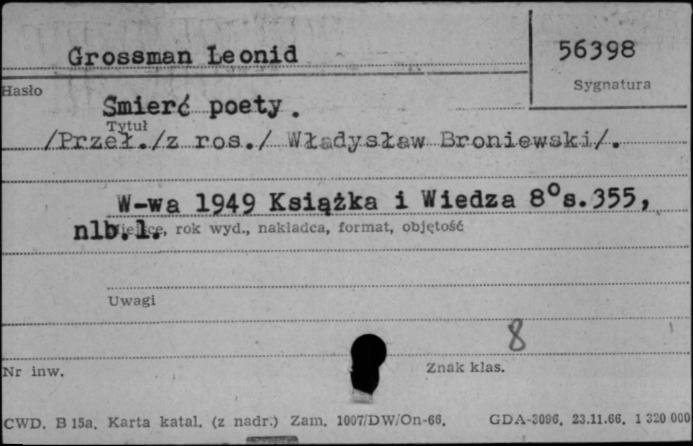 Grossman Leonid
56398
Hasło
Sygnatura
Śmierć poety.
Tytuł
/Przeł./z ros./ Władysław Broniewski/.
W-wa 1949 Książka i Wiedza 8°s.355,
nlb.1.
Miejsce, rok wyd., nakładca, format, objętość
Uwagi
8
Nr inw.
Znak klas.
CWD. B 15a. Karta katal. (z nadr.) Zam. 1007/DW/On-66. GDA-3096. 23.11.66. 1 320 000